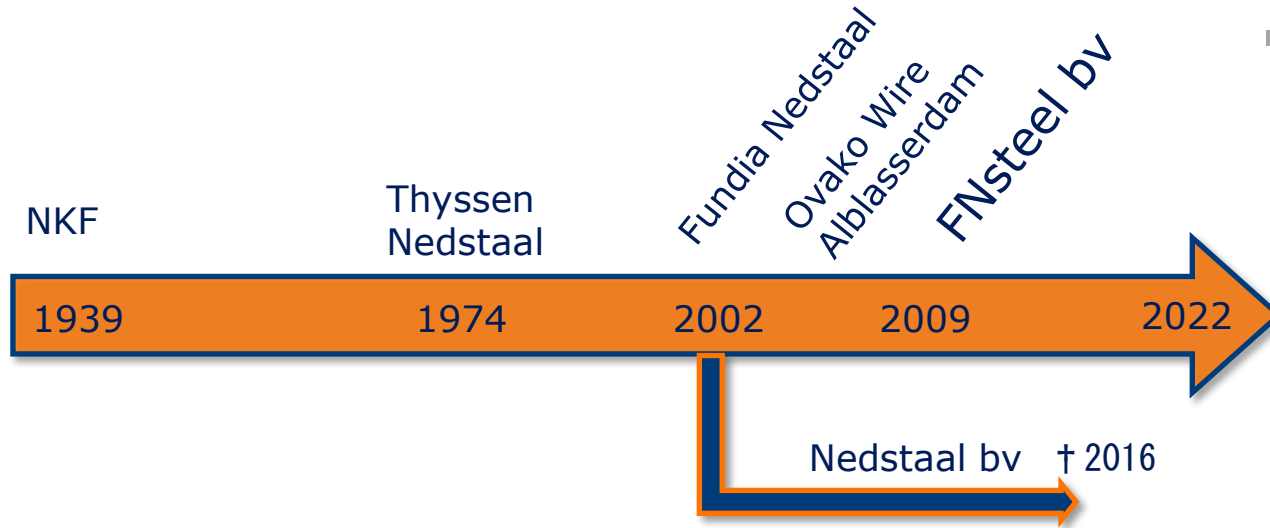 NKF
Thyssen
Nedstaal
Fundia Nedstaal
Ovako Wire
Alblasserdam
FNsteel bv
1939
1974
2002
2009
2022
Nedstaal bv † 2016